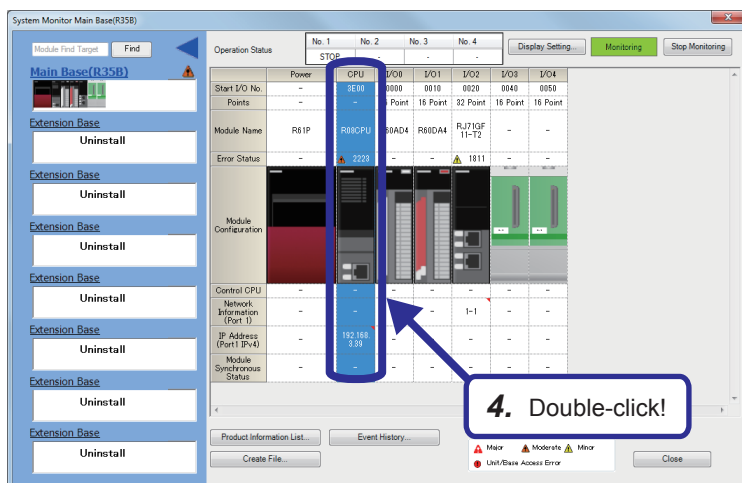 System Monitor Main Base(R35B)
Module Find Target Find
Main Base(R35B)
Extension Base
Uninstall
Extension Base
Uninstall
Extension Base
Uninstall
Extension Base
Uninstall
Extension Base
Uninstall
Extension Base
Uninstall
Extension Base
Uninstall
Operation Status
No. 1 No. 2 No. 3 No. 4
STOP - - -
Display Setting... Monitoring Stop Monitoring
Power CPU I/O0 I/O1 I/O2 I/O3 I/O4
Start I/O No. - 3E00 0000 0010 0020 0040 0050
Points - - Point 16 Point 32 Point 16 Point 16 Point
Module Name R61P R08CPU 60AD4 R60DA4 RJ71GF - -
11-T2
Error Status - 2223 - - 1811 - -
Module
Configuration
Control CPU - - - - - - -
Network
Information - - - - 1-1 - -
(Port 1)
IP Address - 192.168. - - - - -
(Port1 IPv4) 3.39
Module
Synchronous - - - - - - -
Status
4. Double-click!
Product Information List... Event History...
Create File...
Major Moderate Minor
Unit/Base Access Error
Close